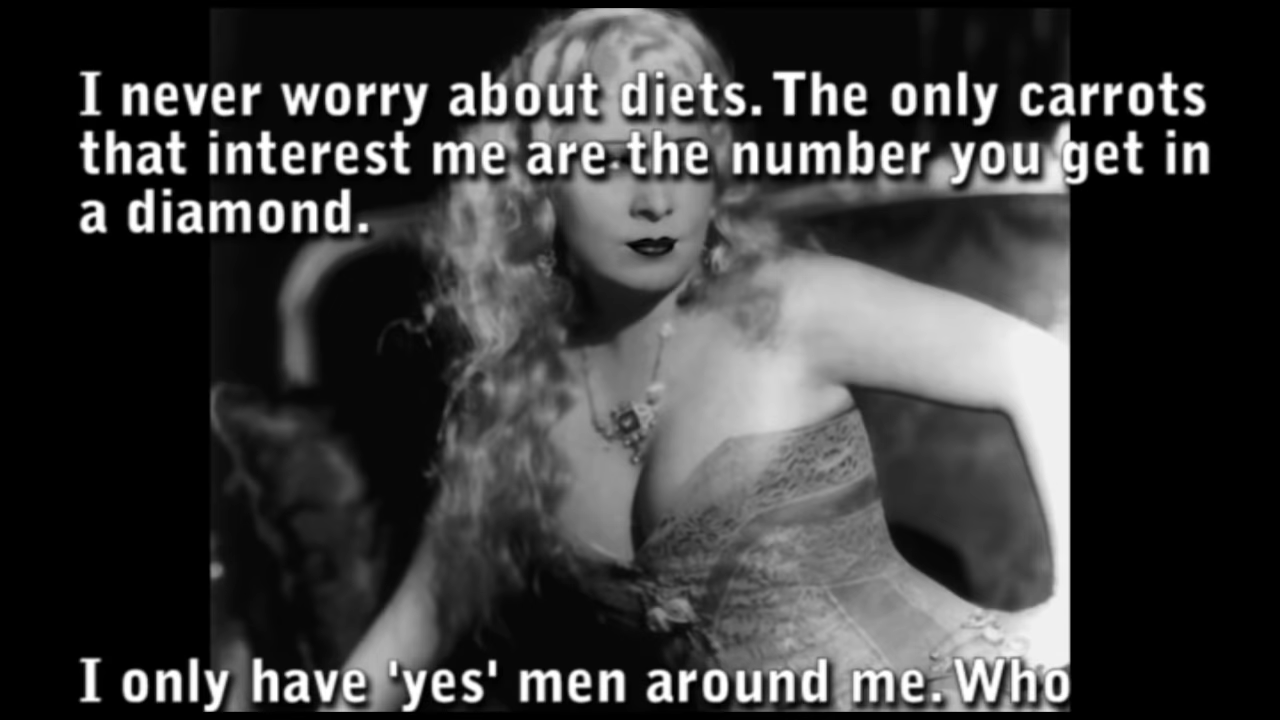 I never worry about diets. The only carrots
that interest me are the number you get in
a diamond.
I only have 'yes' men around me. Who